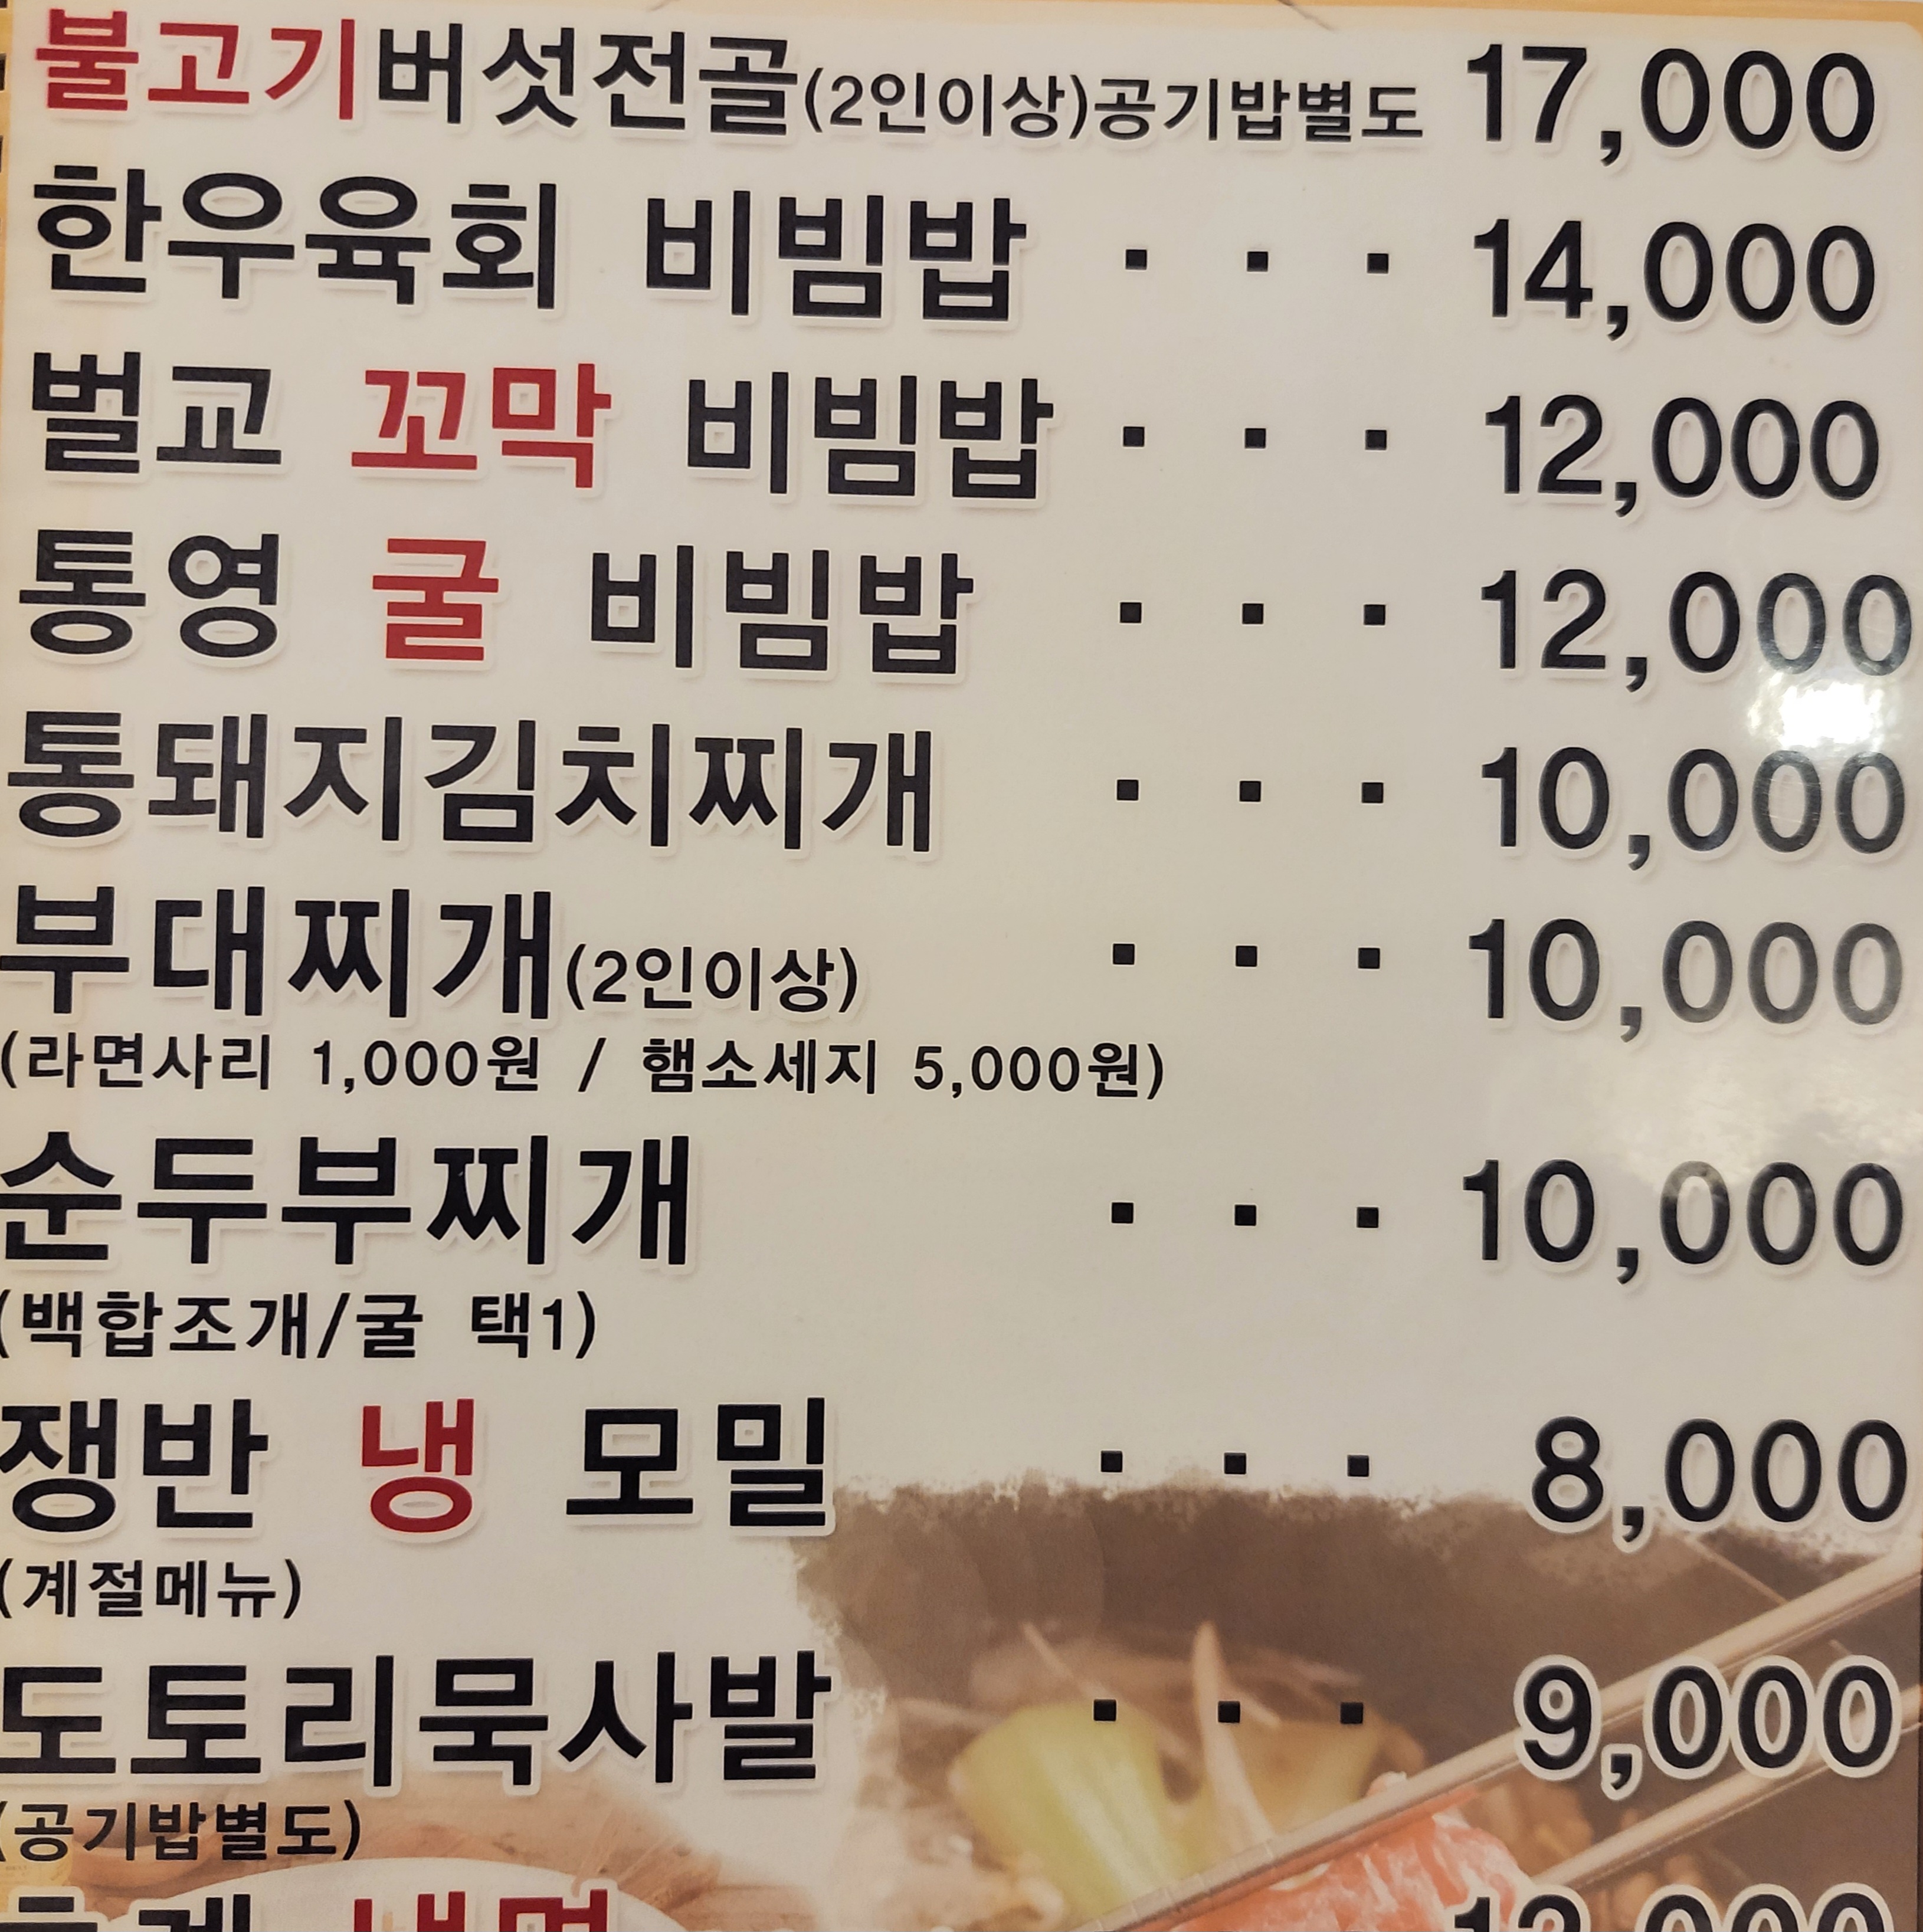 불고기버섯전골(2인이상)공기밥별도 17,000
한우육회 비빔밥 · · · 14,000
벌교 꼬막 비빔밥 · · · 12,000
통영 굴 비빔밥 · · · 12,000
통돼지김치찌개 · · · 10,000
부대찌개(2인이상) · · · 10,000
(라면사리 1,000원 / 햄소세지 5,000원)
순두부찌개 · · · 10,000
(백합조개/굴 택1)
쟁반 냉 모밀 · · · 8,000
(계절메뉴)
도토리묵사발 · · · 9,000
(공기밥별도)
냉면